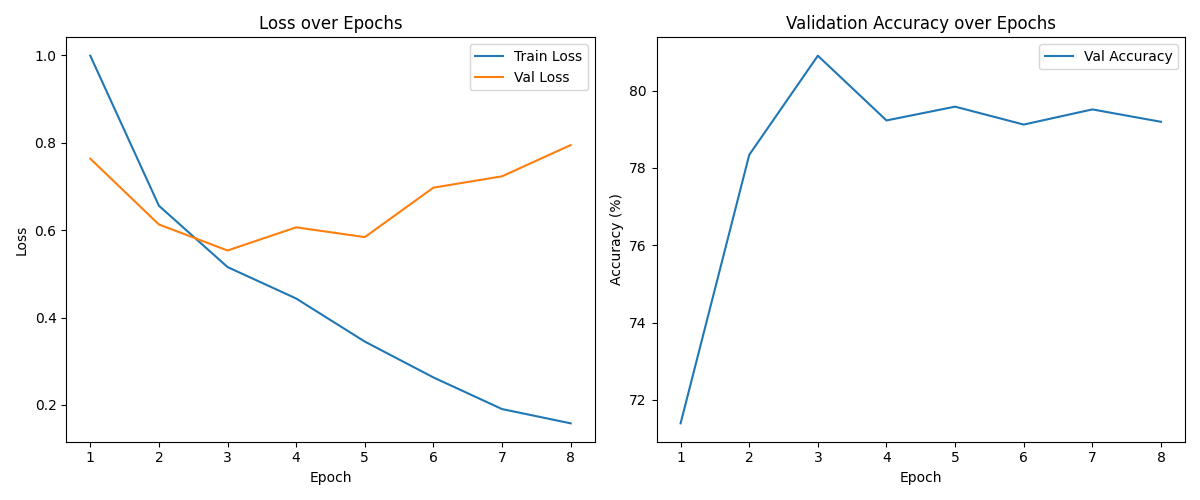 Loss over Epochs
Train Loss
Val Loss
1.0
0.8
0.6
0.4
0.2
Loss
1 2 3 4 5 6 7 8
Epoch
Validation Accuracy over Epochs
Val Accuracy
80
78
76
74
72
Accuracy (%)
1 2 3 4 5 6 7 8
Epoch